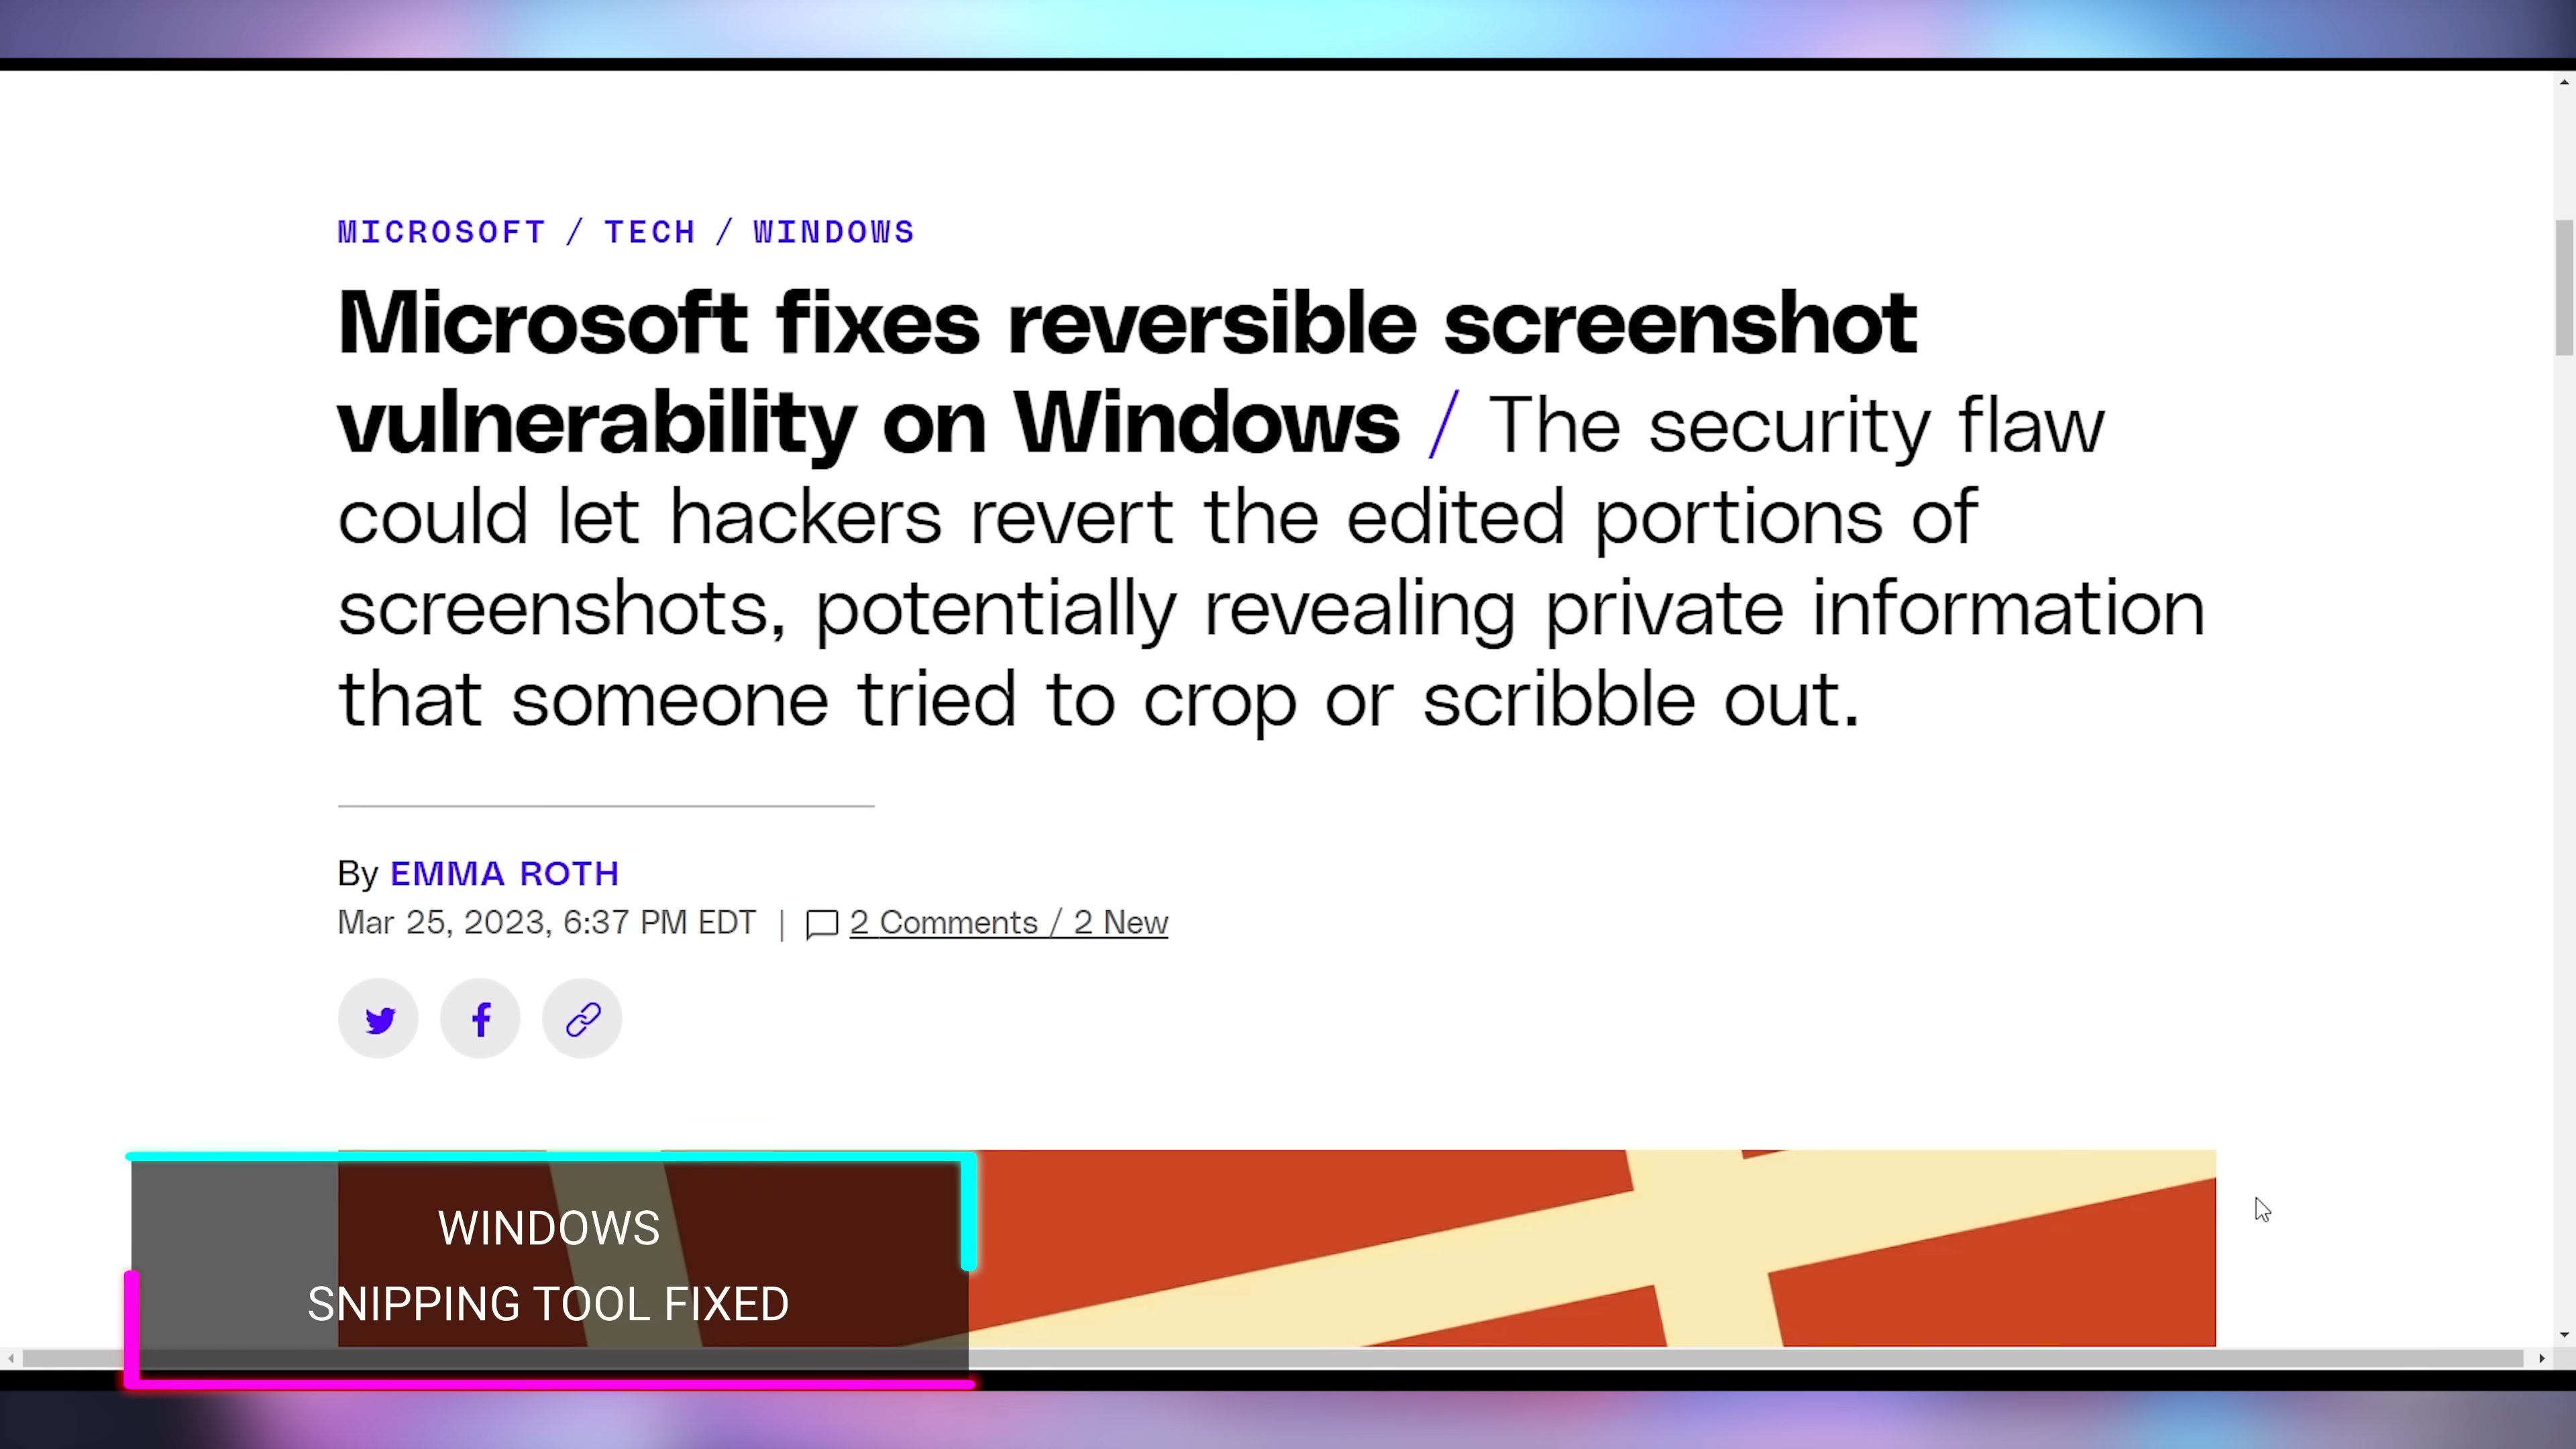 MICROSOFT / TECH / WINDOWS
Microsoft fixes reversible screenshot
vulnerability on Windows / The security flaw
could let hackers revert the edited portions of
screenshots, potentially revealing private information
that someone tried to crop or scribble out.
By EMMA ROTH
Mar 25, 2023, 6:37 PM EDT | 2 Comments / 2 New
WINDOWS
SNIPPING TOOL FIXED